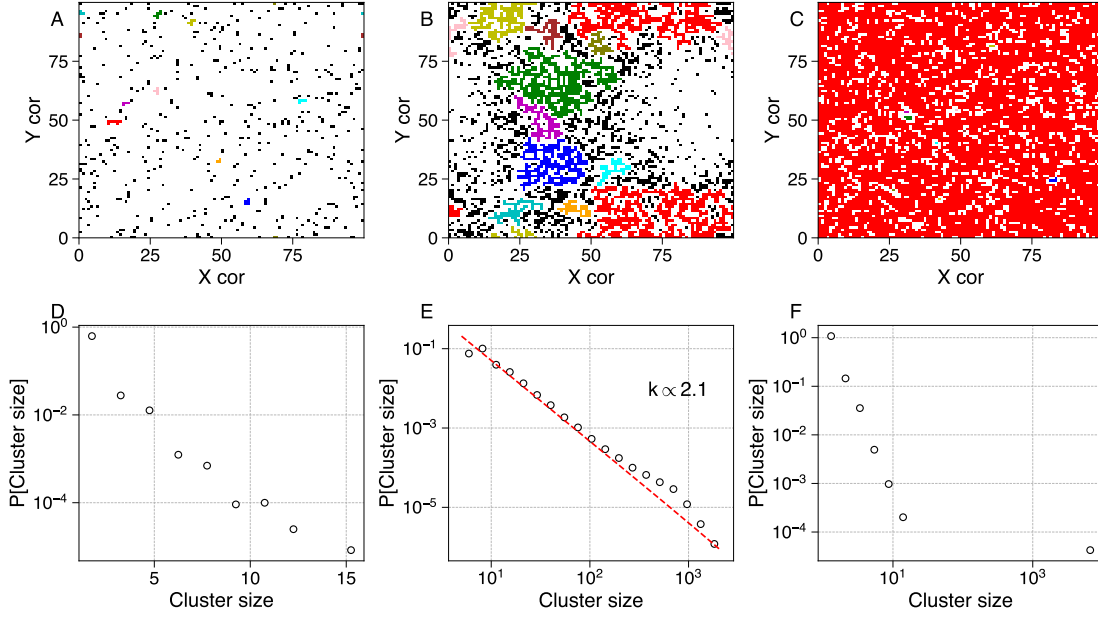 A
B
C
75
50
25
0
Y cor
0
25
50
75
X cor
75
50
25
0
Y cor
0
25
50
75
X cor
75
50
25
0
Y cor
0
25
50
75
X cor
D
E
F
10^0
10^-2
10^-4
P[Cluster size]
5
10
15
Cluster size
10^-1
10^-3
10^-5
P[Cluster size]
k ∝ 2.1
10^1
10^2
10^3
Cluster size
10^0
10^-1
10^-2
10^-3
10^-4
P[Cluster size]
10^1
10^3
Cluster size